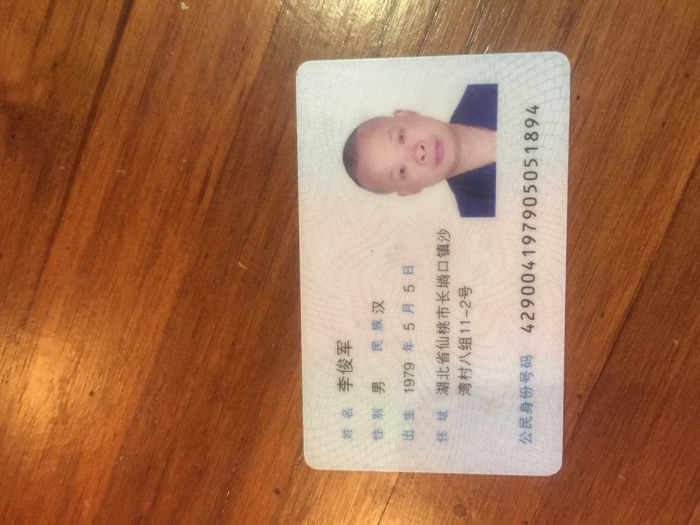 姓名 李俊军
性别 男 民族 汉
出生 1979 年 5 月 5 日
住址 湖北省仙桃市长埫口镇沙
湾村八组11-2号
公民身份号码 429004197905051894